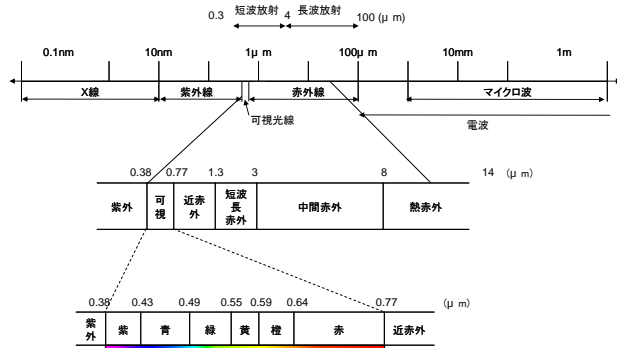 短波放射 長波放射
0.3 4 100 (μ m)
0.1nm 10nm 1μ m 100μ m 10mm 1m
X線 紫外線 赤外線 マイクロ波
可視光線 電波
0.38 0.77 1.3 3 8 14 (μ m)
紫外 可視 近赤外 短波長赤外 中間赤外 熱赤外
0.38 0.43 0.49 0.55 0.59 0.64 0.77 (μ m)
紫外 紫 青 緑 黄 橙 赤 近赤外